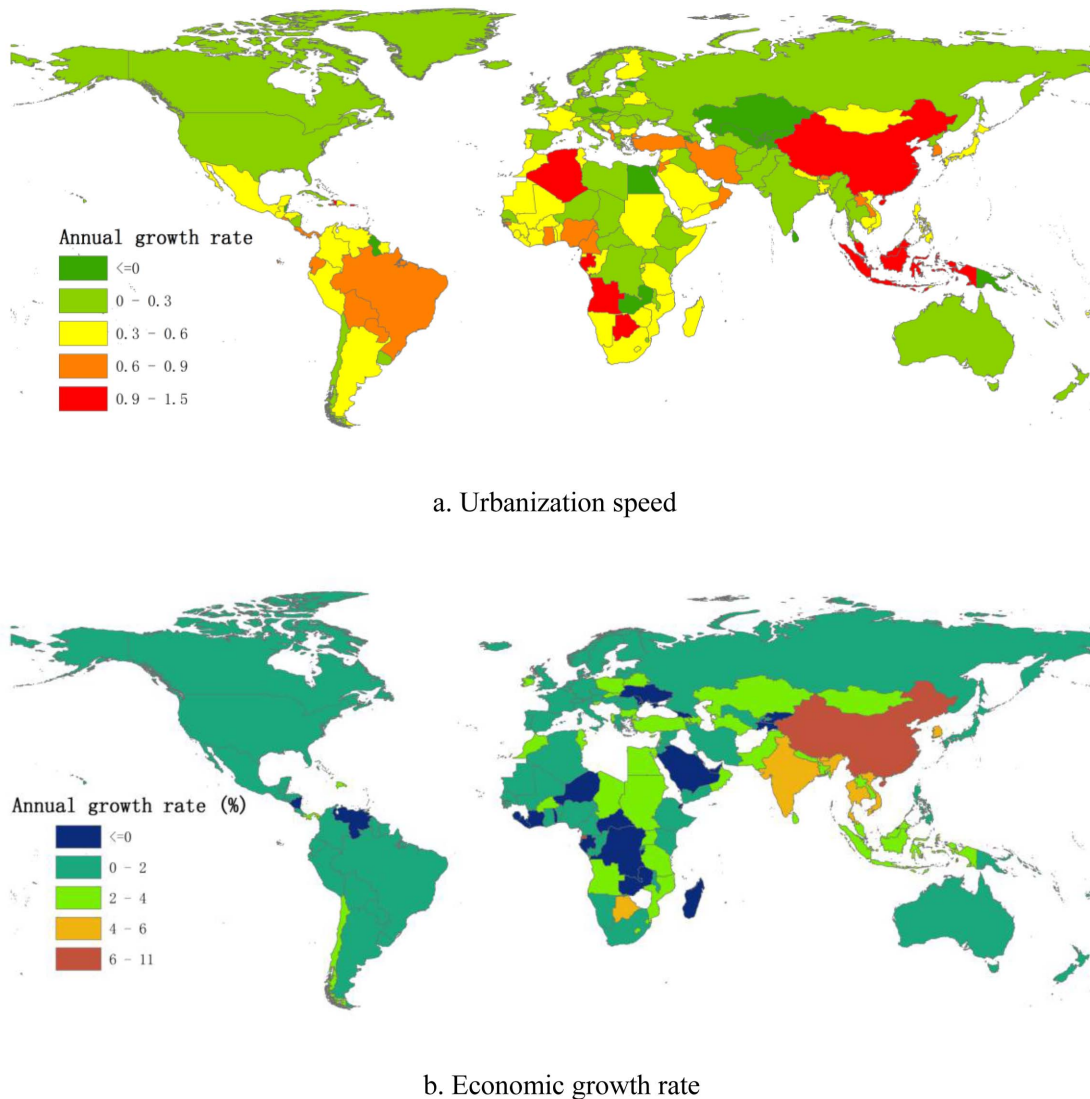 Annual growth rate
<=0
0 - 0.3
0.3 - 0.6
0.6 - 0.9
0.9 - 1.5
a. Urbanization speed
Annual growth rate (%)
<=0
0 - 2
2 - 4
4 - 6
6 - 11
b. Economic growth rate